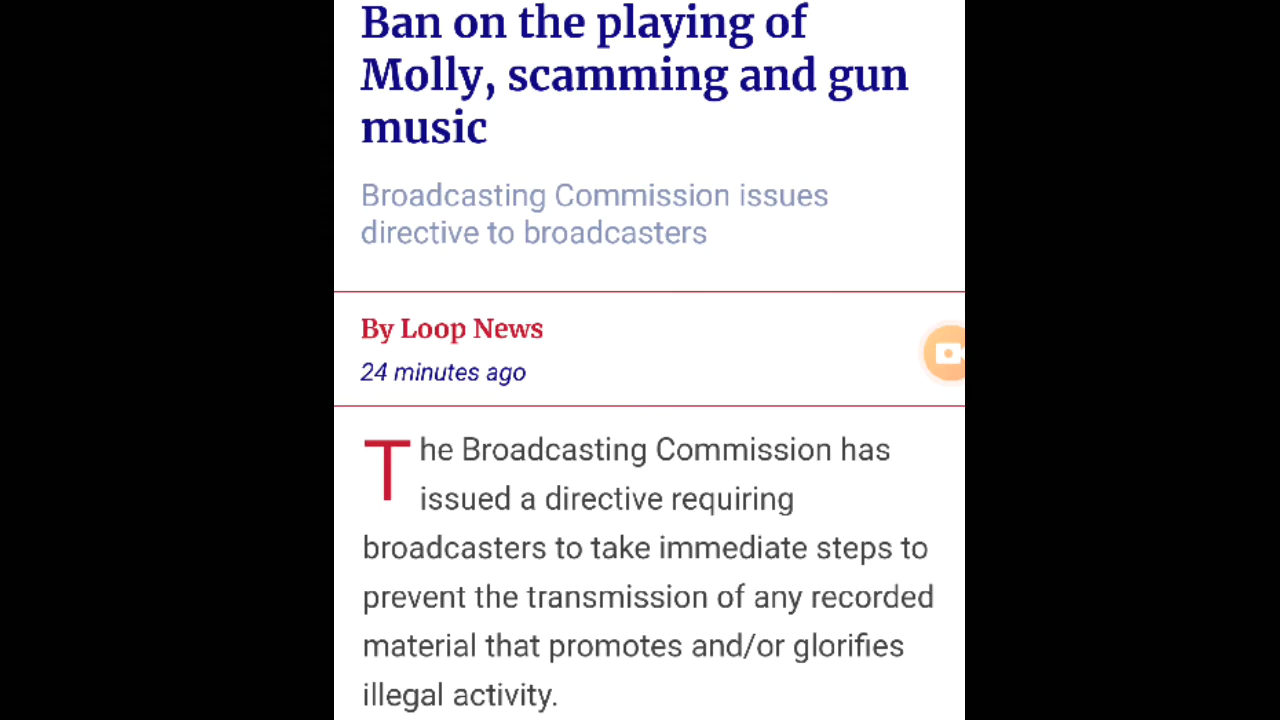 Ban on the playing of
Molly, scamming and gun
music
Broadcasting Commission issues
directive to broadcasters
By Loop News
24 minutes ago
The Broadcasting Commission has
issued a directive requiring
broadcasters to take immediate steps to
prevent the transmission of any recorded
material that promotes and/or glorifies
illegal activity.